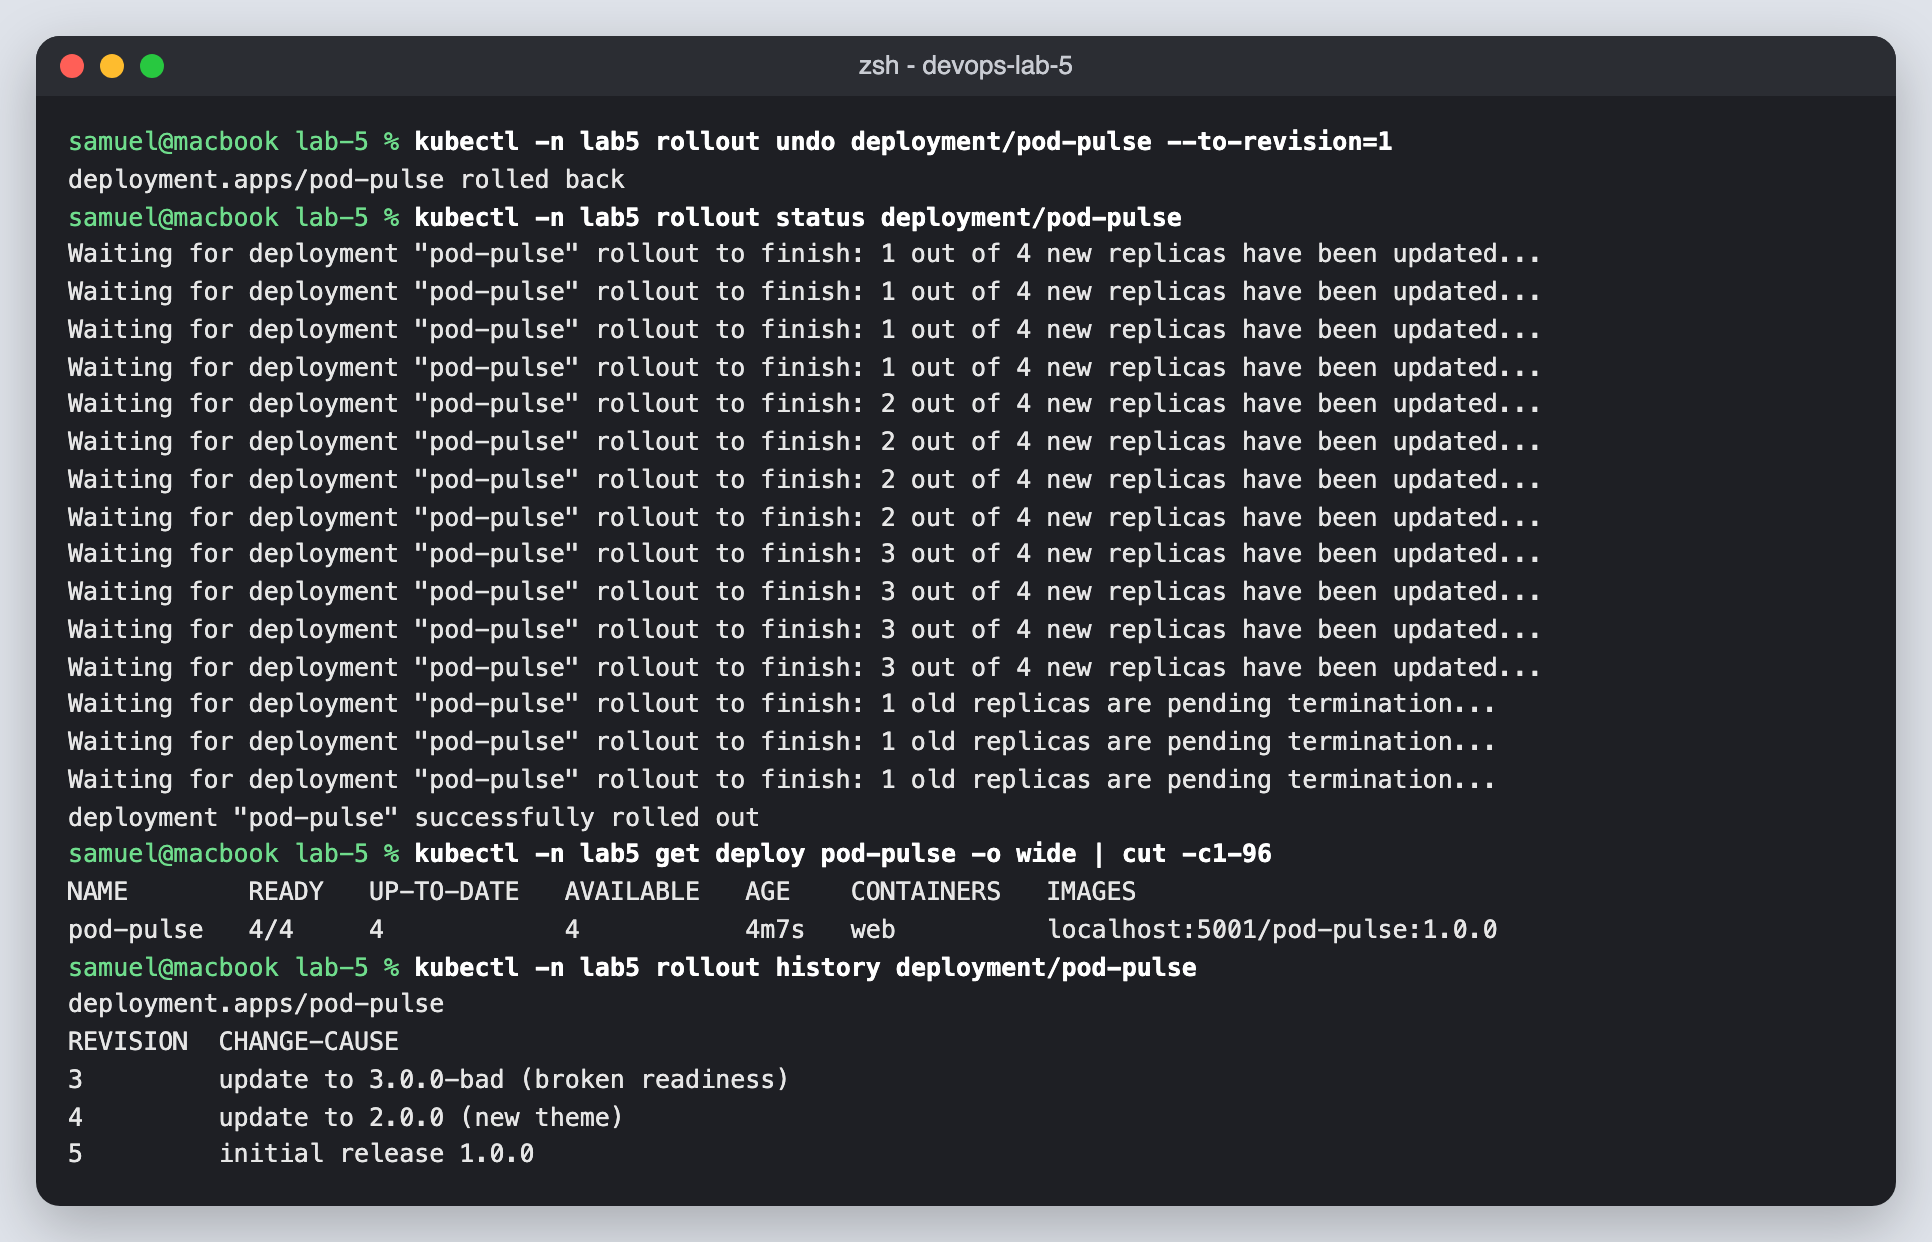 zsh - devops-lab-5
samuel@macbook lab-5 % kubectl -n lab5 rollout undo deployment/pod-pulse --to-revision=1
deployment.apps/pod-pulse rolled back
samuel@macbook lab-5 % kubectl -n lab5 rollout status deployment/pod-pulse
Waiting for deployment "pod-pulse" rollout to finish: 1 out of 4 new replicas have been updated...
Waiting for deployment "pod-pulse" rollout to finish: 1 out of 4 new replicas have been updated...
Waiting for deployment "pod-pulse" rollout to finish: 1 out of 4 new replicas have been updated...
Waiting for deployment "pod-pulse" rollout to finish: 1 out of 4 new replicas have been updated...
Waiting for deployment "pod-pulse" rollout to finish: 2 out of 4 new replicas have been updated...
Waiting for deployment "pod-pulse" rollout to finish: 2 out of 4 new replicas have been updated...
Waiting for deployment "pod-pulse" rollout to finish: 2 out of 4 new replicas have been updated...
Waiting for deployment "pod-pulse" rollout to finish: 2 out of 4 new replicas have been updated...
Waiting for deployment "pod-pulse" rollout to finish: 3 out of 4 new replicas have been updated...
Waiting for deployment "pod-pulse" rollout to finish: 3 out of 4 new replicas have been updated...
Waiting for deployment "pod-pulse" rollout to finish: 3 out of 4 new replicas have been updated...
Waiting for deployment "pod-pulse" rollout to finish: 3 out of 4 new replicas have been updated...
Waiting for deployment "pod-pulse" rollout to finish: 1 old replicas are pending termination...
Waiting for deployment "pod-pulse" rollout to finish: 1 old replicas are pending termination...
Waiting for deployment "pod-pulse" rollout to finish: 1 old replicas are pending termination...
deployment "pod-pulse" successfully rolled out
samuel@macbook lab-5 % kubectl -n lab5 get deploy pod-pulse -o wide | cut -c1-96
NAME        READY   UP-TO-DATE   AVAILABLE   AGE    CONTAINERS   IMAGES
pod-pulse   4/4     4            4           4m7s   web          localhost:5001/pod-pulse:1.0.0
samuel@macbook lab-5 % kubectl -n lab5 rollout history deployment/pod-pulse
deployment.apps/pod-pulse
REVISION  CHANGE-CAUSE
3         update to 3.0.0-bad (broken readiness)
4         update to 2.0.0 (new theme)
5         initial release 1.0.0